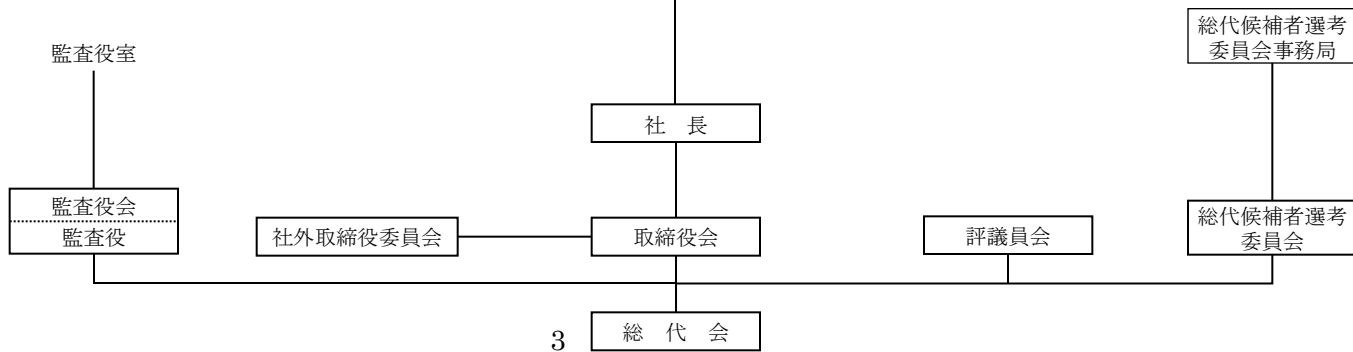 総代候補者選考
委員会事務局
監査役室
社 長
監査役会
監査役
社外取締役委員会
取締役会
評議員会
総代候補者選考
委員会
総 代 会
3